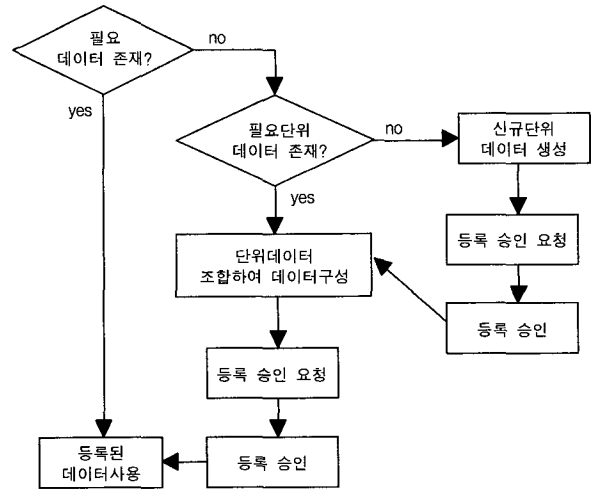 필요
데이터 존재?
no
yes
필요단위
데이터 존재?
no
신규단위
데이터 생성
yes
등록 승인 요청
단위데이터
조합하여 데이터구성
등록 승인
등록 승인 요청
등록된
데이터사용
등록 승인